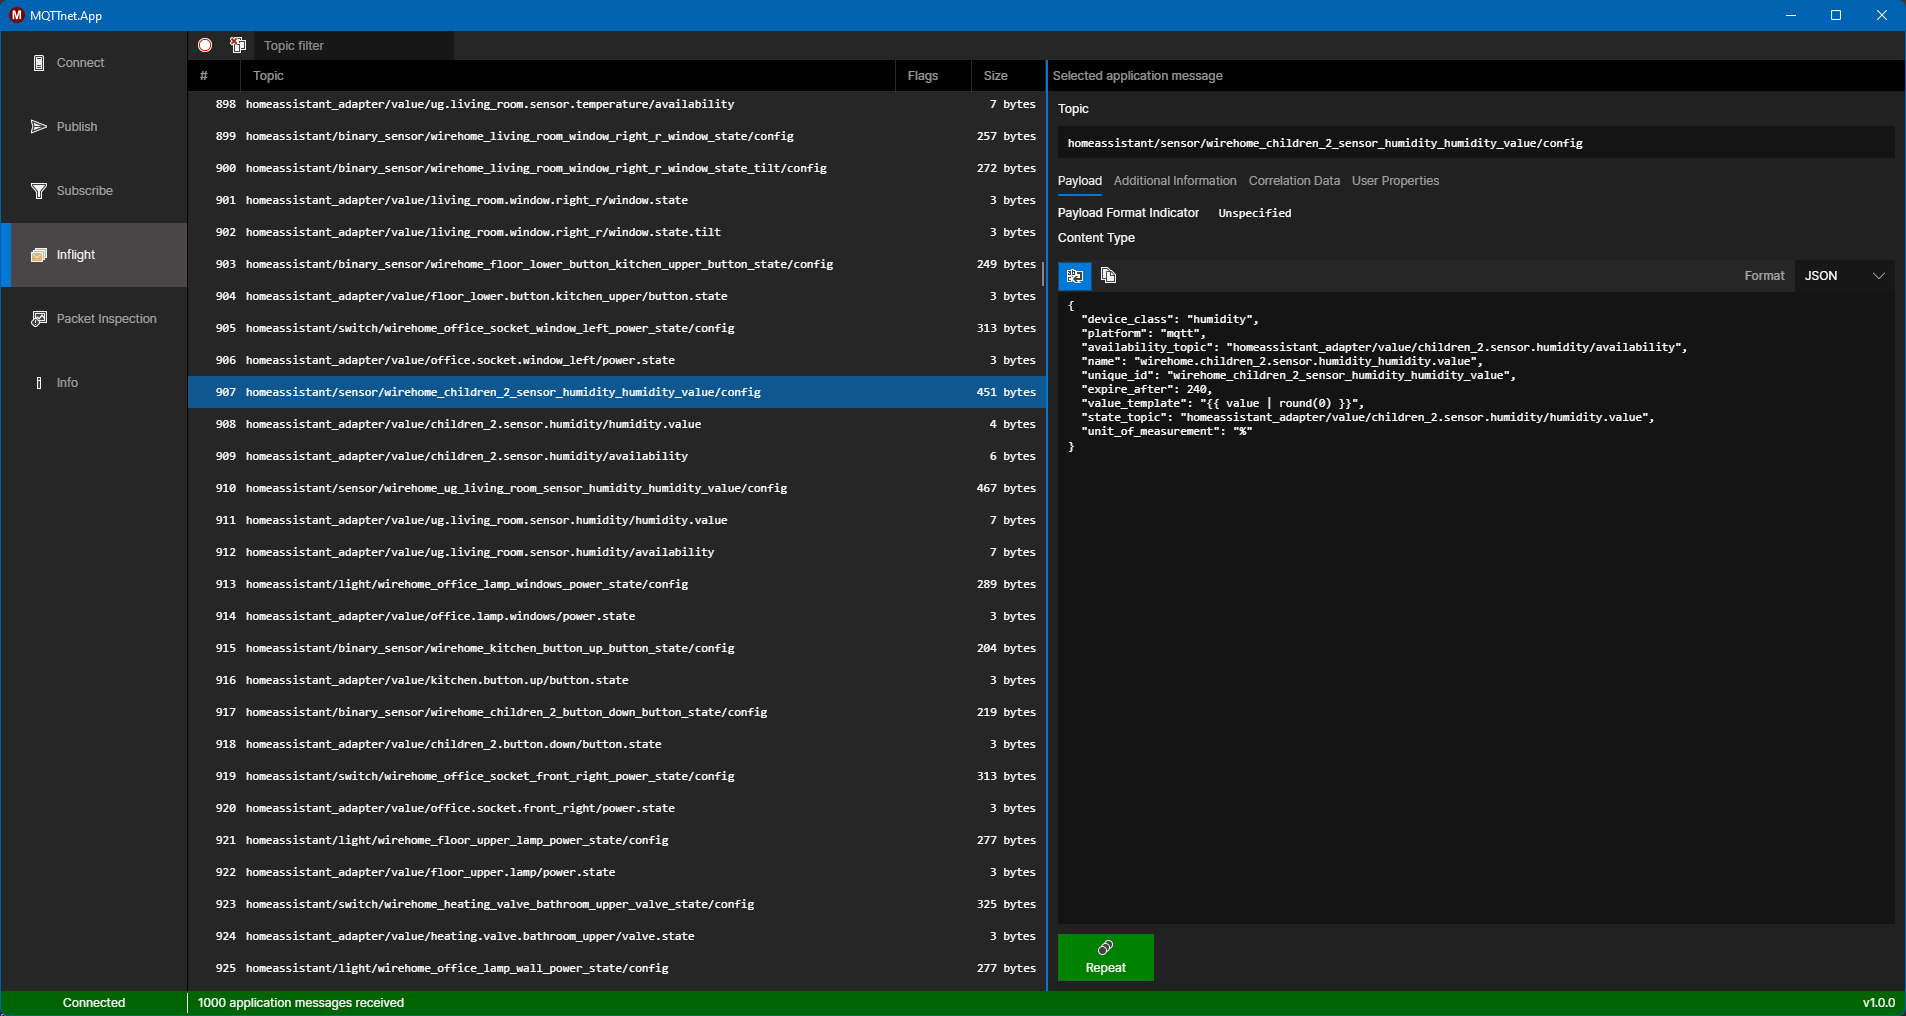 MQTTnet.App
Connect
Publish
Subscribe
Inflight
Packet Inspection
Info
Topic filter
# Topic Flags Size
898 homeassistant_adapter/value/ug.living_room.sensor.temperature/availability 7 bytes
899 homeassistant/binary_sensor/wirehome_living_room_window_right_r_window_state/config 257 bytes
900 homeassistant/binary_sensor/wirehome_living_room_window_right_r_window_state_tilt/config 272 bytes
901 homeassistant_adapter/value/living_room.window.right_r/window.state 3 bytes
902 homeassistant_adapter/value/living_room.window.right_r/window.state.tilt 3 bytes
903 homeassistant/binary_sensor/wirehome_floor_lower_button_kitchen_upper_button_state/config 249 bytes
904 homeassistant_adapter/value/floor_lower.button.kitchen_upper/button.state 3 bytes
905 homeassistant/switch/wirehome_office_socket_window_left_power_state/config 313 bytes
906 homeassistant_adapter/value/office.socket.window_left/power.state 3 bytes
907 homeassistant/sensor/wirehome_children_2_sensor_humidity_humidity_value/config 451 bytes
908 homeassistant_adapter/value/children_2.sensor.humidity/humidity.value 4 bytes
909 homeassistant_adapter/value/children_2.sensor.humidity/availability 6 bytes
910 homeassistant/sensor/wirehome_ug_living_room_sensor_humidity_humidity_value/config 467 bytes
911 homeassistant_adapter/value/ug.living_room.sensor.humidity/humidity.value 7 bytes
912 homeassistant_adapter/value/ug.living_room.sensor.humidity/availability 7 bytes
913 homeassistant/light/wirehome_office_lamp_windows_power_state/config 289 bytes
914 homeassistant_adapter/value/office.lamp.windows/power.state 3 bytes
915 homeassistant/binary_sensor/wirehome_kitchen_button_up_button_state/config 204 bytes
916 homeassistant_adapter/value/kitchen.button.up/button.state 3 bytes
917 homeassistant/binary_sensor/wirehome_children_2_button_down_button_state/config 219 bytes
918 homeassistant_adapter/value/children_2.button.down/button.state 3 bytes
919 homeassistant/switch/wirehome_office_socket_front_right_power_state/config 313 bytes
920 homeassistant_adapter/value/office.socket.front_right/power.state 3 bytes
921 homeassistant/light/wirehome_floor_upper_lamp_power_state/config 277 bytes
922 homeassistant_adapter/value/floor_upper.lamp/power.state 3 bytes
923 homeassistant/switch/wirehome_heating_valve_bathroom_upper_valve_state/config 325 bytes
924 homeassistant_adapter/value/heating.valve.bathroom_upper/valve.state 3 bytes
925 homeassistant/light/wirehome_office_lamp_wall_power_state/config 277 bytes
Selected application message
Topic
homeassistant/sensor/wirehome_children_2_sensor_humidity_humidity_value/config
Payload Additional Information Correlation Data User Properties
Payload Format Indicator Unspecified
Content Type
Format JSON
{
"device_class": "humidity",
"platform": "mqtt",
"availability_topic": "homeassistant_adapter/value/children_2.sensor.humidity/availability",
"name": "wirehome.children_2.sensor.humidity_humidity.value",
"unique_id": "wirehome_children_2_sensor_humidity_humidity_value",
"expire_after": 240,
"value_template": "{{ value | round(0) }}",
"state_topic": "homeassistant_adapter/value/children_2.sensor.humidity/humidity.value",
"unit_of_measurement": "%"
}
Repeat
Connected 1000 application messages received v1.0.0